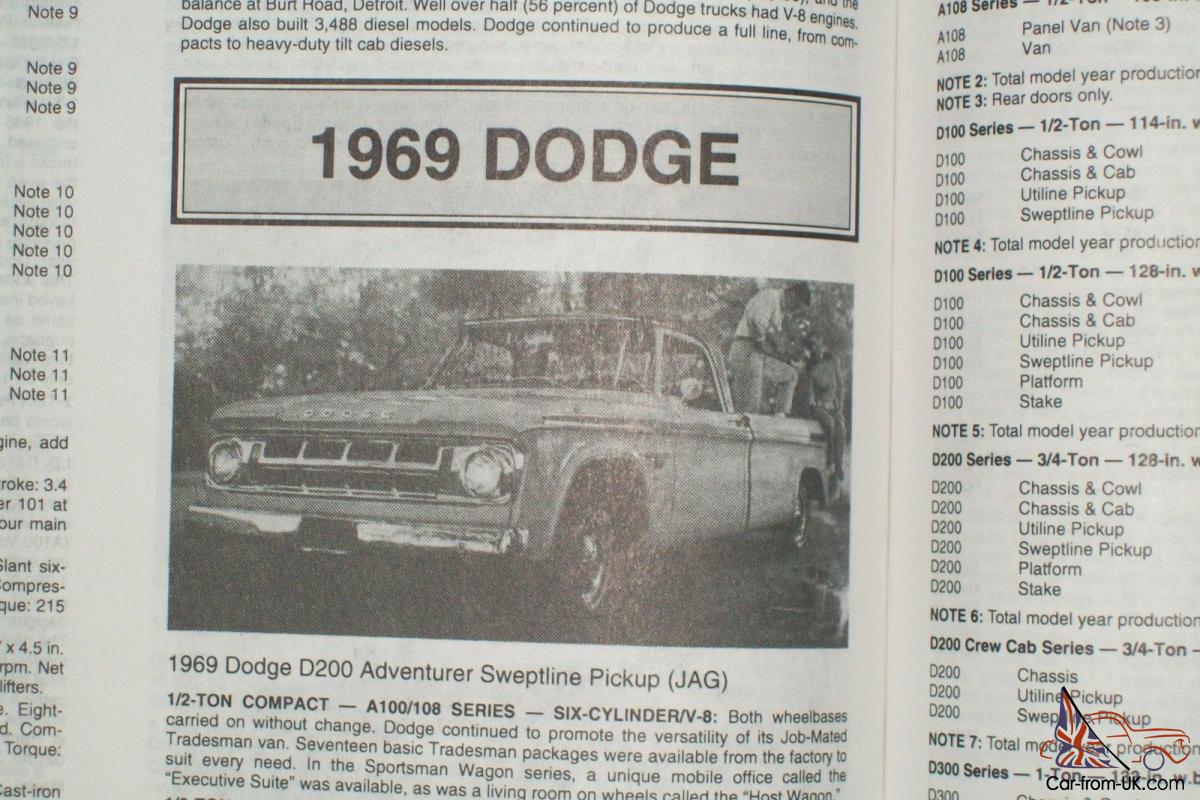 Note 9
Note 9
Note 9
Note 9
Note 10
Note 10
Note 10
Note 10
Note 10
Note 11
Note 11
Note 11
gine, add
troke: 3.4
er 101 at
our main
Slant six-
Compres-
que: 215
x 4.5 in.
rpm. Net
lifters.
e. Eight-
d. Com-
Torque:
Cast-iron
balance at Burt Road, Detroit. Well over half (56 percent) of Dodge trucks had V-8 engines.
Dodge also built 3,488 diesel models. Dodge continued to produce a full line, from com-
pacts to heavy-duty tilt cab diesels.
1969 DODGE
DODGE
1969 Dodge D200 Adventurer Sweptline Pickup (JAG)
1/2-TON COMPACT — A100/108 SERIES — SIX-CYLINDER/V-8: Both wheelbases
carried on without change. Dodge continued to promote the versatility of its Job-Mated
Tradesman van. Seventeen basic Tradesman packages were available from the factory to
suit every need. In the Sportsman Wagon series, a unique mobile office called the
"Executive Suite" was available, as was a living room on wheels called the "Host Wagon."
A108 Series — 1/2-Ton
A108 Panel Van (Note 3)
A108 Van
NOTE 2: Total model year production
NOTE 3: Rear doors only.
D100 Series — 1/2-Ton — 114-in. w
D100 Chassis & Cowl
D100 Chassis & Cab
D100 Utiline Pickup
D100 Sweptline Pickup
NOTE 4: Total model year production
D100 Series — 1/2-Ton — 128-in. w
D100 Chassis & Cowl
D100 Chassis & Cab
D100 Utiline Pickup
D100 Sweptline Pickup
D100 Platform
D100 Stake
NOTE 5: Total model year production
D200 Series — 3/4-Ton — 128-in. w
D200 Chassis & Cowl
D200 Chassis & Cab
D200 Utiline Pickup
D200 Sweptline Pickup
D200 Platform
D200 Stake
NOTE 6: Total model year production
D200 Crew Cab Series — 3/4-Ton —
D200 Chassis
D200 Utiline Pickup
D200 Sweptline Pickup
NOTE 7: Total model year production
D300 Series — 1-Ton — 133-in. w.b
D300
Car-from-UK.com